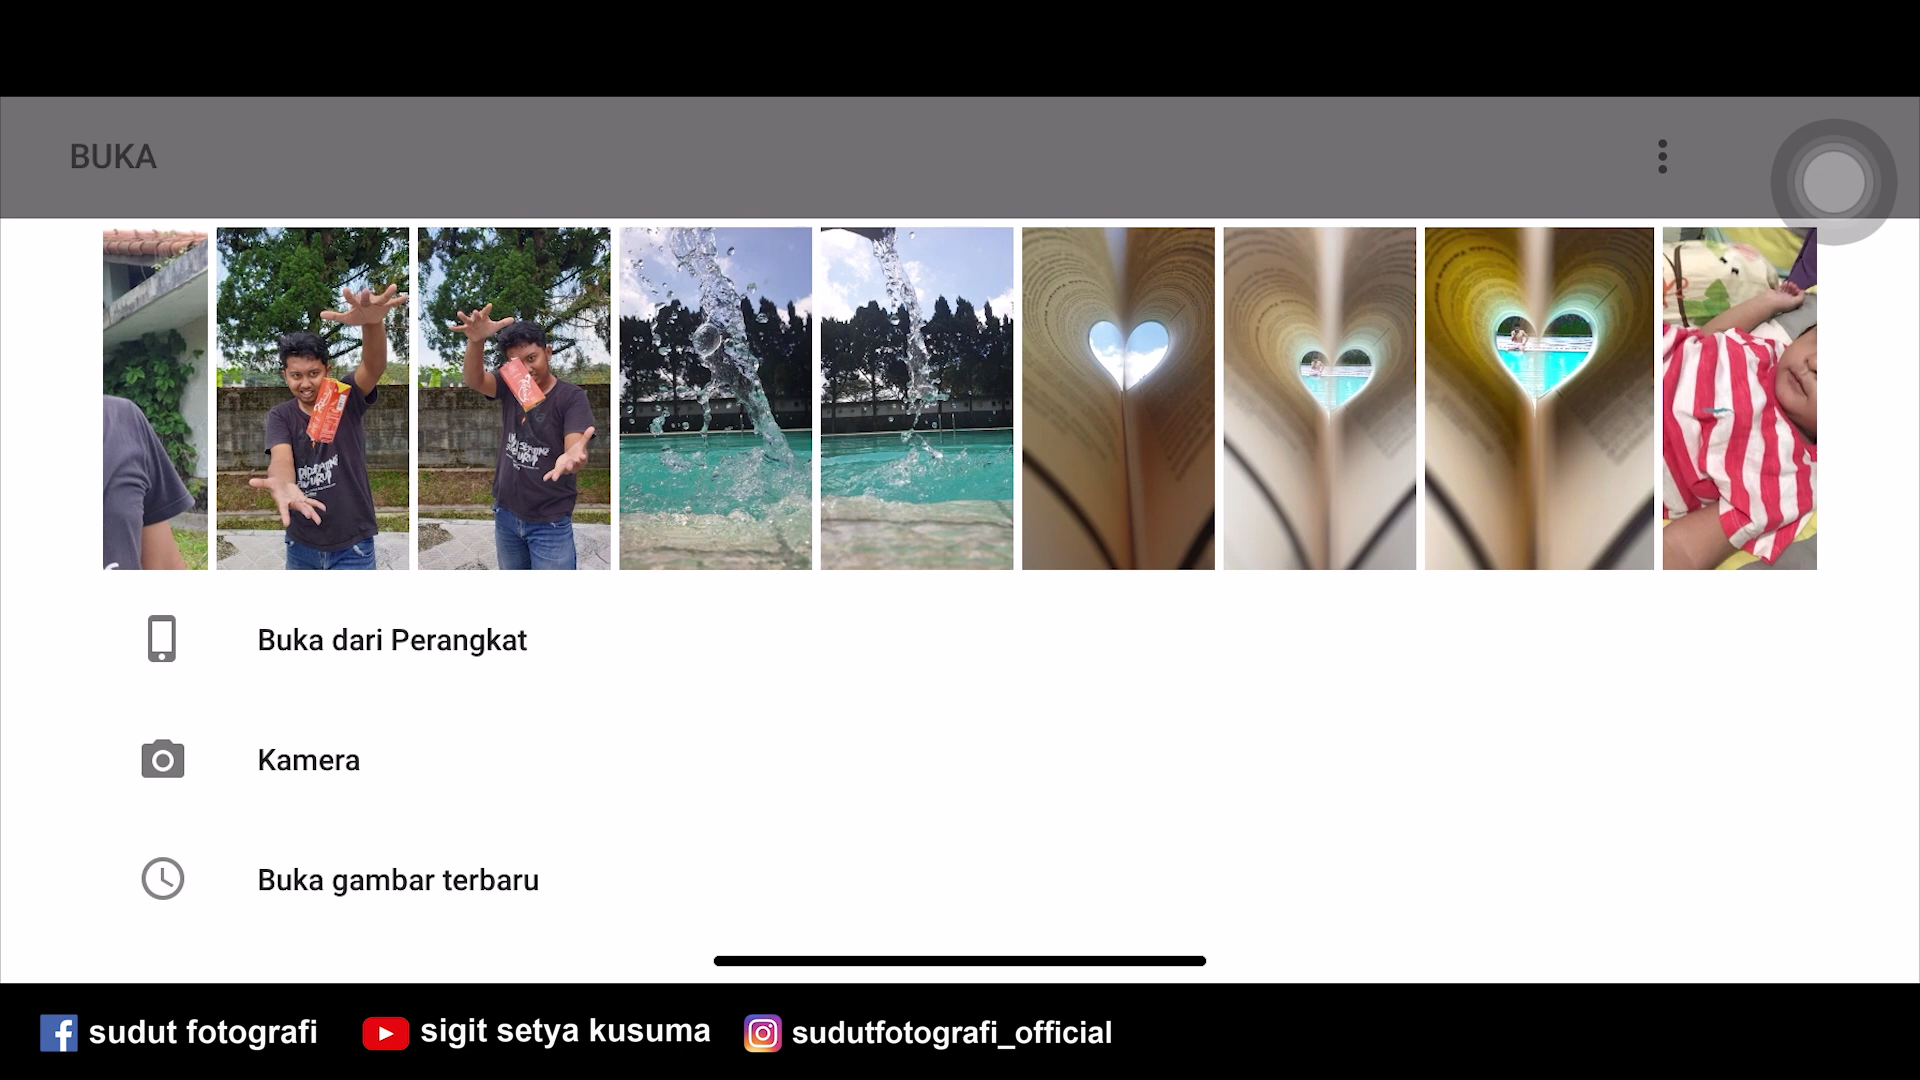 BUKA
Buka dari Perangkat
Kamera
Buka gambar terbaru
sudut fotografi
sigit setya kusuma
sudutfotografi_official